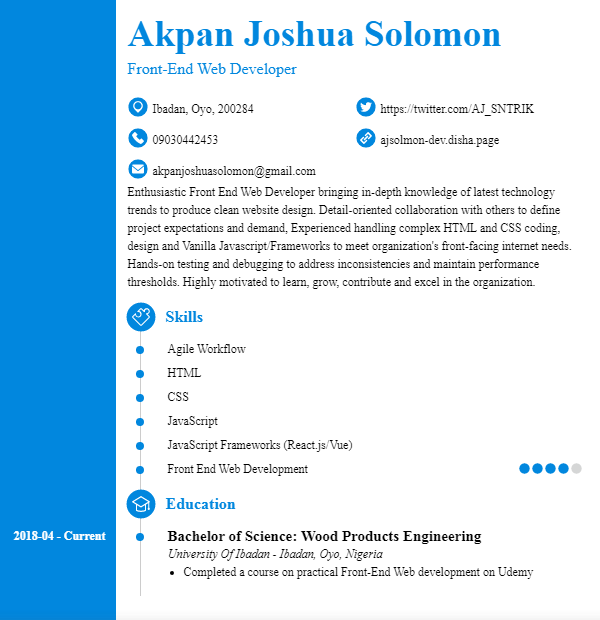 Akpan Joshua Solomon
Front-End Web Developer
Ibadan, Oyo, 200284
https://twitter.com/AJ_SNTRIK
09030442453
ajsolmon-dev.disha.page
akpanjoshuasolomon@gmail.com
Enthusiastic Front End Web Developer bringing in-depth knowledge of latest technology
trends to produce clean website design. Detail-oriented collaboration with others to define
project expectations and demand, Experienced handling complex HTML and CSS coding,
design and Vanilla Javascript/Frameworks to meet organization's front-facing internet needs.
Hands-on testing and debugging to address inconsistencies and maintain performance
thresholds. Highly motivated to learn, grow, contribute and excel in the organization.
Skills
Agile Workflow
HTML
CSS
JavaScript
JavaScript Frameworks (React.js/Vue)
Front End Web Development
Education
2018-04 - Current
Bachelor of Science: Wood Products Engineering
University Of Ibadan - Ibadan, Oyo, Nigeria
Completed a course on practical Front-End Web development on Udemy